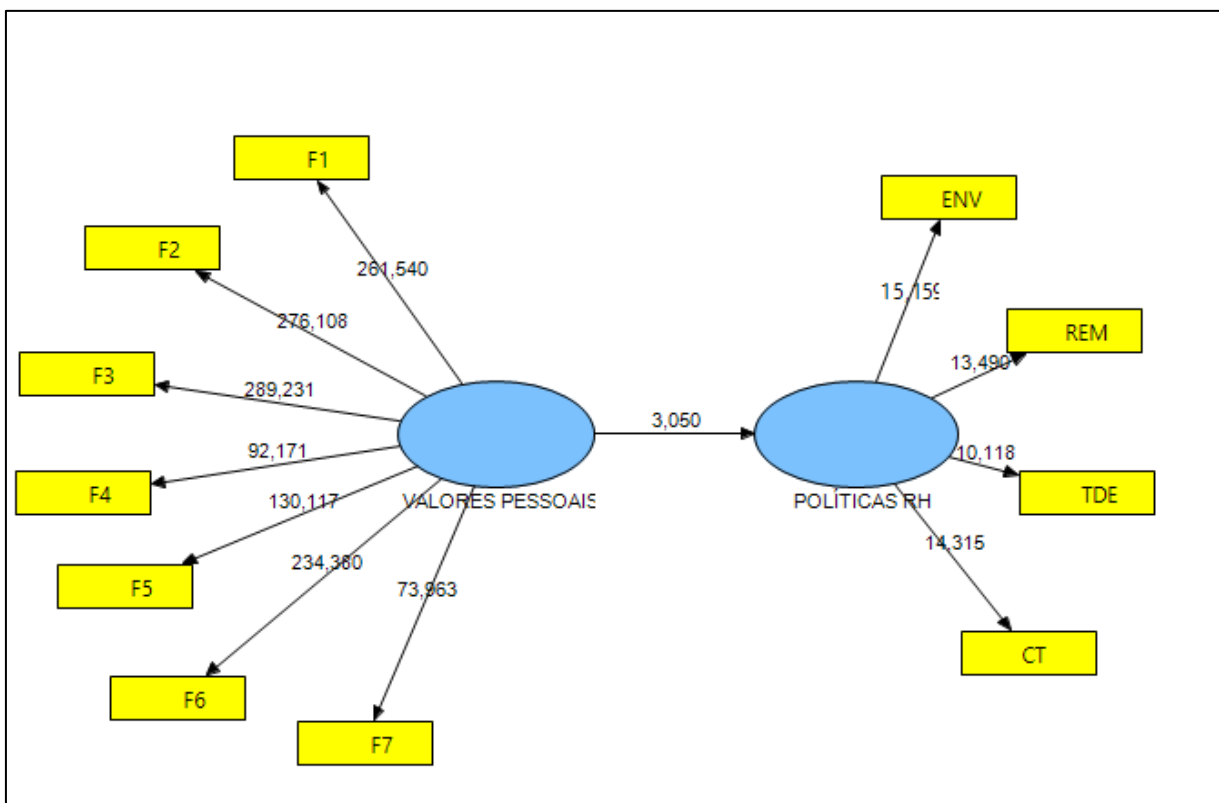 F1
F2
F3
F4
F5
F6
F7
261,540
276,108
289,231
92,171
130,117
234,380
73,963
VALORES PESSOAIS
3,050
POLÍTICAS RH
ENV
REM
TDE
CT
15,159
13,490
10,118
14,315